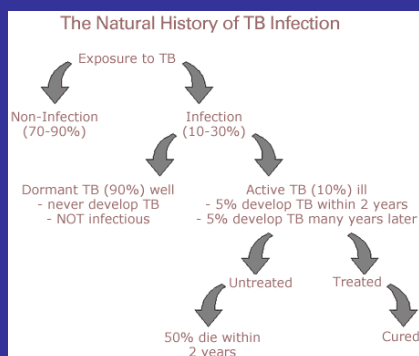 The Natural History of TB Infection
Exposure to TB
Non-Infection
(70-90%)
Infection
(10-30%)
Dormant TB (90%) well
- never develop TB
- NOT infectious
Active TB (10%) ill
- 5% develop TB within 2 years
- 5% develop TB many years later
Untreated
Treated
50% die within
2 years
Cured